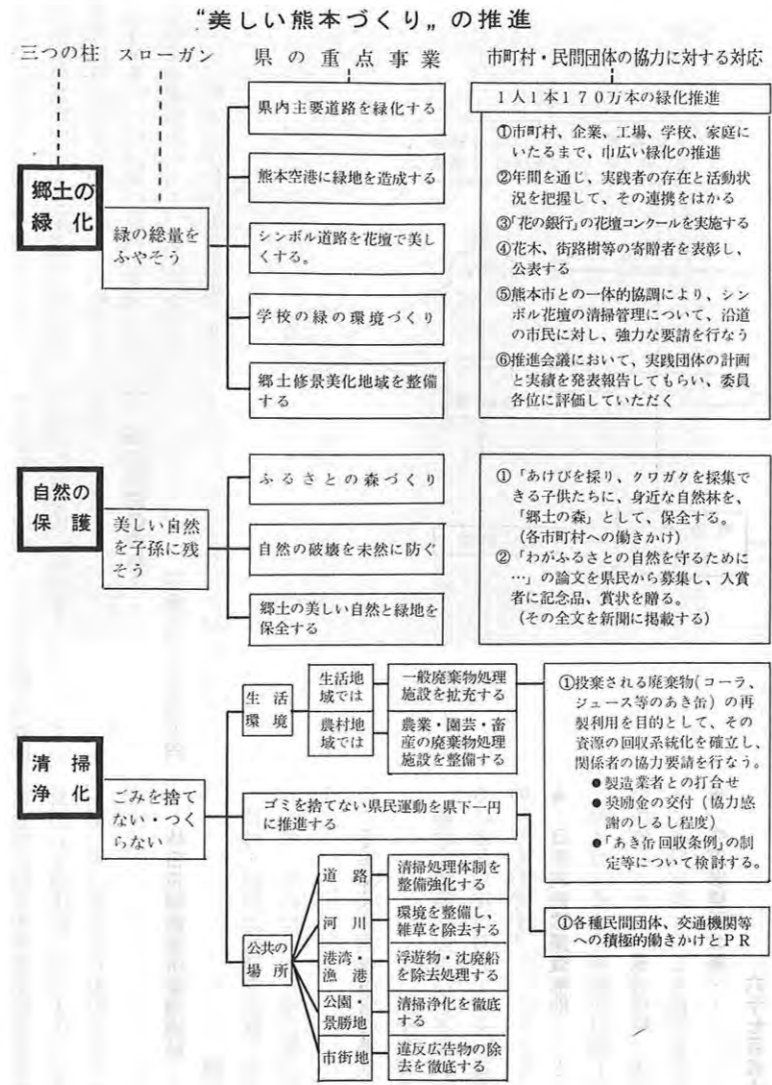 “美しい熊本づくり„ の推進
三つの柱
スローガン
県の重点事業
市町村・民間団体の協力に対する対応
郷土の
緑化
緑の総量を
ふやそう
県内主要道路を緑化する
熊本空港に緑地を造成する
シンボル道路を花壇で美し
くする。
学校の緑の環境づくり
郷土修景美化地域を整備
する
1人1本170万本の緑化推進
①市町村、企業、工場、学校、家庭に
いたるまで、巾広い緑化の推進
②年間を通じ、実践者の存在と活動状
況を把握して、その連携をはかる
③「花の銀行」の花壇コンクールを実施する
④花木、街路樹等の寄贈者を表彰し、
公表する
⑤熊本市との一体的協調により、シン
ボル花壇の清掃管理について、沿道
の市民に対し、強力な要請を行なう
⑥推進会議において、実践団体の計画
と実績を発表報告してもらい、委員
各位に評価していただく
自然の
保護
美しい自然
を子孫に残
そう
ふるさとの森づくり
自然の破壊を未然に防ぐ
郷土の美しい自然と緑地を
保全する
①「あけびを採り、クワガタを採集で
きる子供たちに、身近な自然林を、
「郷土の森」として、保全する。
(各市町村への働きかけ)
②「わがふるさとの自然を守るために
…」の論文を県民から募集し、入賞
者に記念品、賞状を贈る。
(その全文を新聞に掲載する)
清掃
浄化
ごみを捨て
ない・つく
らない
生活
環境
生活地
域では
一般廃棄物処理
施設を拡充する
農村地
域では
農業・園芸・畜
産の廃棄物処理
施設を整備する
ゴミを捨てない県民運動を県下一円
に推進する
公共の
場所
道路
清掃処理体制を
整備強化する
河川
環境を整備し、
雑草を除去する
港湾・
漁港
浮遊物・沈廃船
を除去処理する
公園・
景勝地
清掃浄化を徹底
する
市街地
違反広告物の除
去を徹底する
①投棄される廃棄物(コーラ、
ジュース等のあき缶)の再
製利用を目的として、その
資源の回収系統化を確立し、
関係者の協力要請を行なう。
●製造業者との打合せ
●奨励金の交付(協力感
謝のしるし程度)
●「あき缶回収条例」の制
定等について検討する。
①各種民間団体、交通機関等
への積極的働きかけとPR